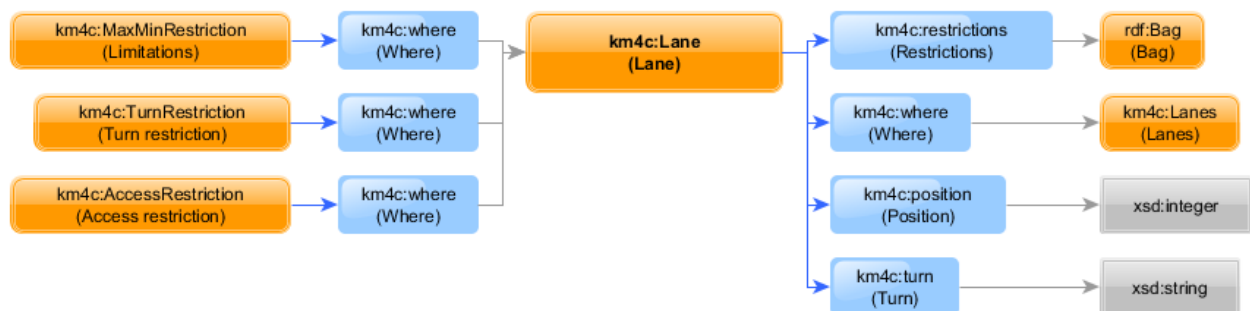 km4c:MaxMinRestriction
(Limitations)
km4c:where
(Where)
km4c:Lane
(Lane)
km4c:restrictions
(Restrictions)
rdf:Bag
(Bag)
km4c:TurnRestriction
(Turn restriction)
km4c:where
(Where)
km4c:where
(Where)
km4c:Lanes
(Lanes)
km4c:AccessRestriction
(Access restriction)
km4c:where
(Where)
km4c:position
(Position)
xsd:integer
km4c:turn
(Turn)
xsd:string